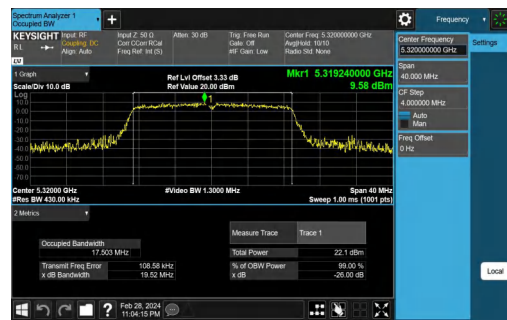 Spectrum Analyzer 1
Occupied BW
+
Frequency
KEYSIGHT Input: RF
R L Coupling: DC
Align: Auto
LV
Input Z: 50 Ω
Corr CCorr RCal
Freq Ref: Int (S)
Atten: 30 dB
Trig: Free Run
Gate: Off
#IF Gain: Low
Center Freq: 5.320000000 GHz
Avg|Hold: 10/10
Radio Std: None
Center Frequency
5.320000000 GHz
Settings
Span
40.000 MHz
CF Step
4.000000 MHz
Auto
Man
Freq Offset
0 Hz
Local
1 Graph
Scale/Div 10.0 dB
Ref Lvl Offset 3.33 dB
Ref Value 20.00 dBm
Mkr1 5.319240000 GHz
9.58 dBm
Log
10.0
0.00
-10.0
-20.0
-30.0
-40.0
-50.0
-60.0
-70.0
1
Center 5.32000 GHz
#Res BW 430.00 kHz
#Video BW 1.3000 MHz
Span 40 MHz
Sweep 1.00 ms (1001 pts)
2 Metrics
Measure Trace Trace 1
Occupied Bandwidth
17.503 MHz
Total Power 22.1 dBm
Transmit Freq Error 108.58 kHz
% of OBW Power 99.00 %
x dB Bandwidth 19.52 MHz
x dB -26.00 dB
?
Feb 28, 2024
11:04:15 PM